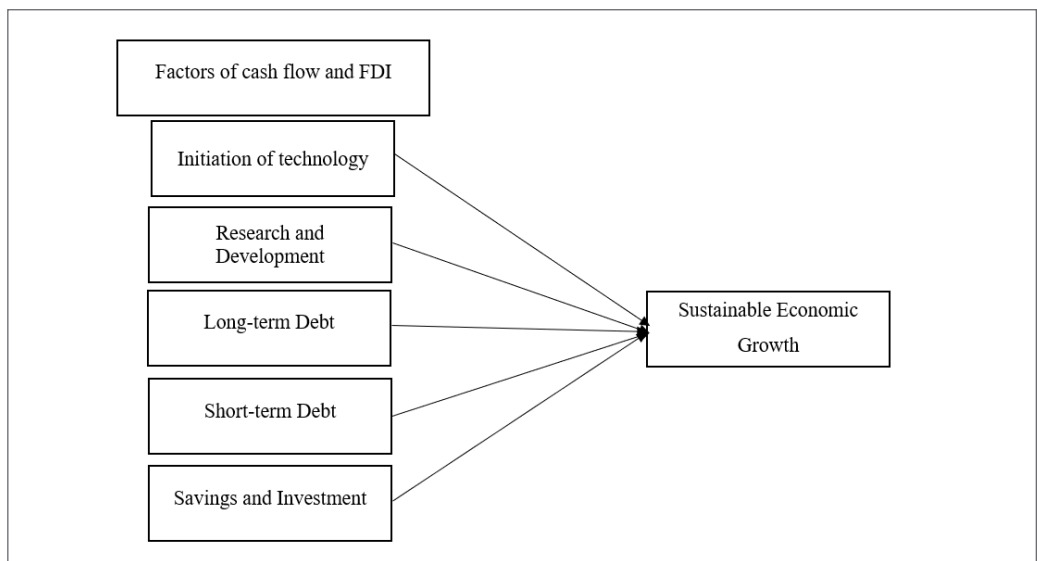 Factors of cash flow and FDI
Initiation of technology
Research and
Development
Long-term Debt
Short-term Debt
Savings and Investment
Sustainable Economic
Growth